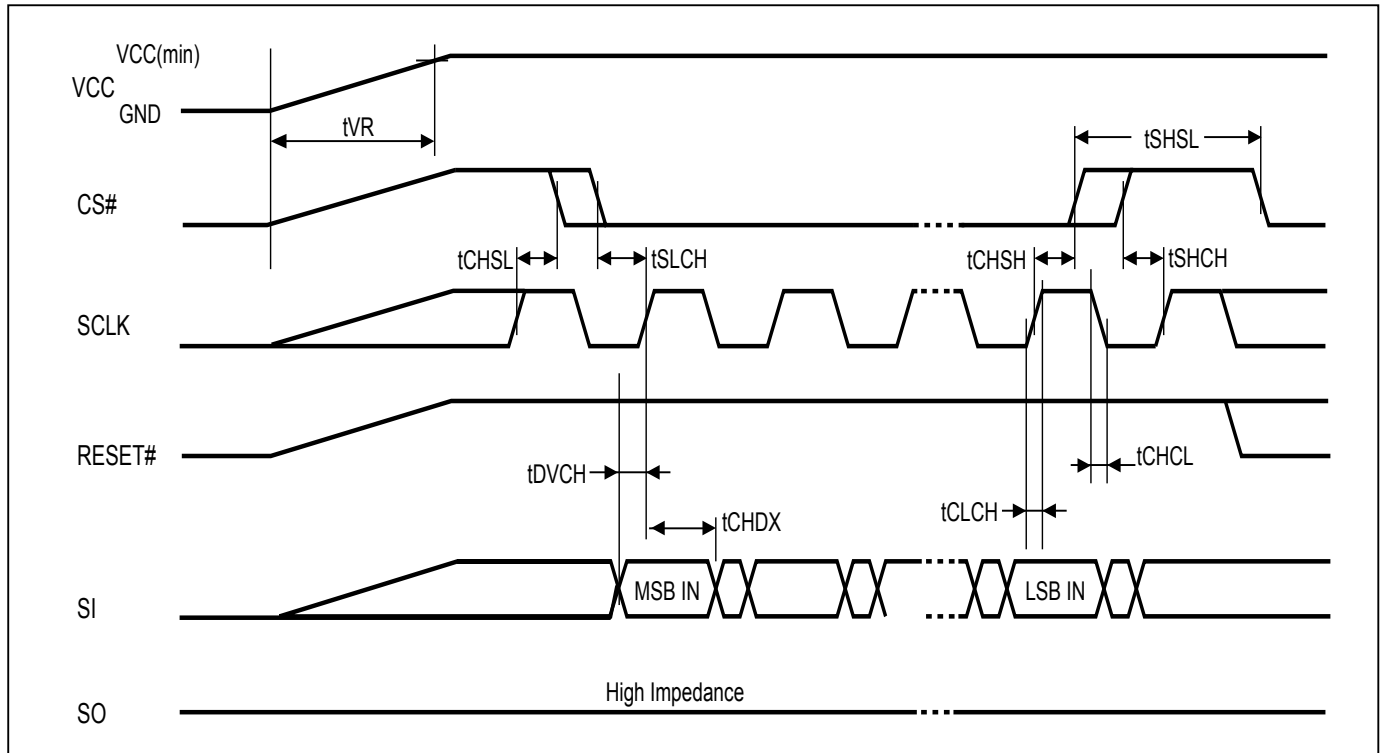 VCC(min)
VCC
GND
tVR
tSHSL
CS#
tCHSL
tSLCH
tCHSH
tSHCH
SCLK
RESET#
tDVCH
tCHCL
tCLCH
tCHDX
MSB IN
LSB IN
SI
High Impedance
SO